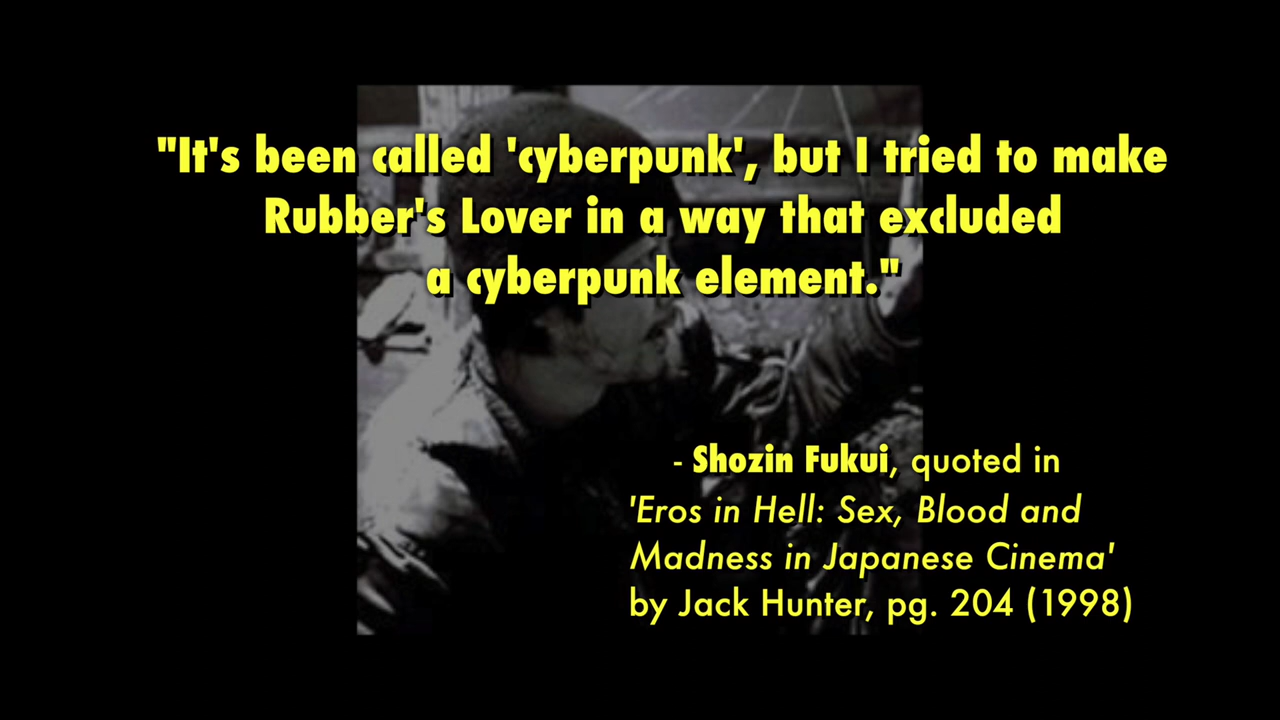 "It's been called 'cyberpunk', but I tried to make
Rubber's Lover in a way that excluded
a cyberpunk element."
- Shozin Fukui, quoted in
'Eros in Hell: Sex, Blood and
Madness in Japanese Cinema'
by Jack Hunter, pg. 204 (1998)